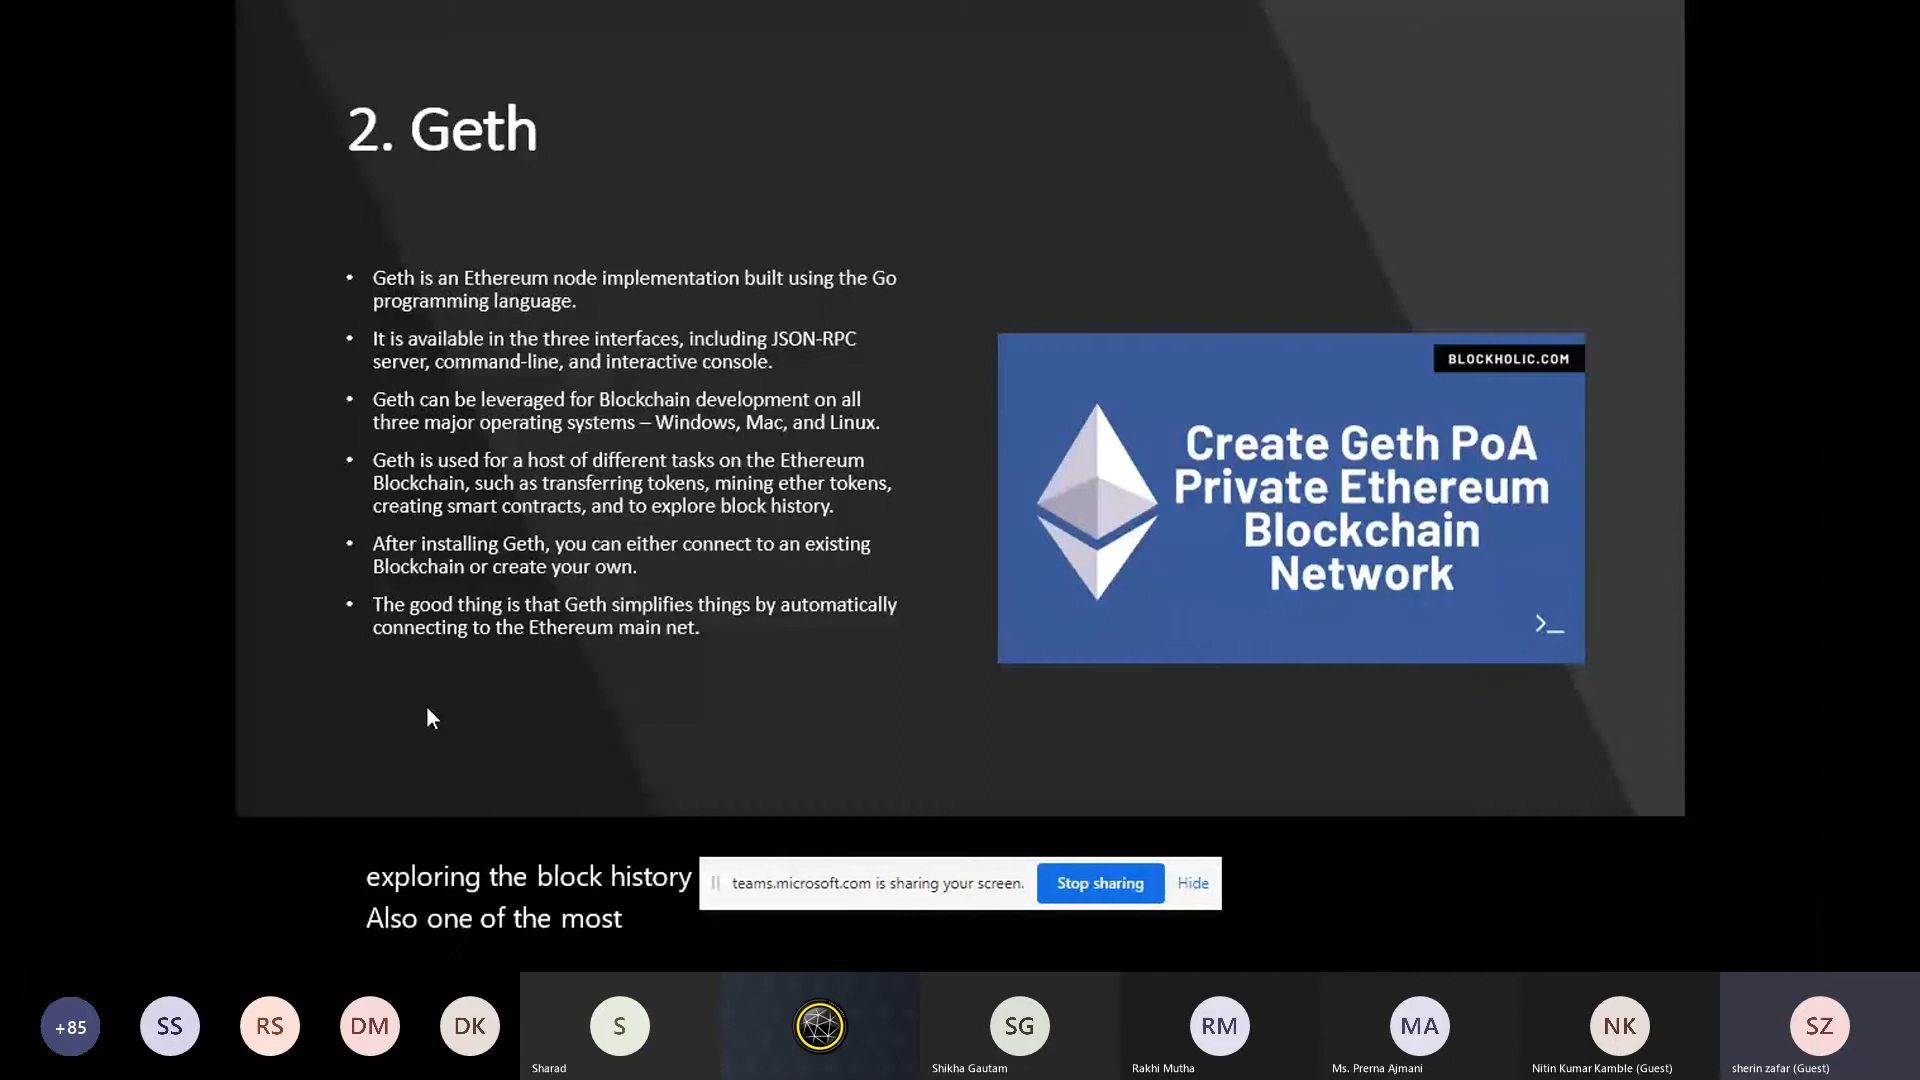 2. Geth
• Geth is an Ethereum node implementation built using the Go
programming language.
• It is available in the three interfaces, including JSON-RPC
server, command-line, and interactive console.
• Geth can be leveraged for Blockchain development on all
three major operating systems – Windows, Mac, and Linux.
• Geth is used for a host of different tasks on the Ethereum
Blockchain, such as transferring tokens, mining ether tokens,
creating smart contracts, and to explore block history.
• After installing Geth, you can either connect to an existing
Blockchain or create your own.
• The good thing is that Geth simplifies things by automatically
connecting to the Ethereum main net.
BLOCKHOLIC.COM
Create Geth PoA
Private Ethereum
Blockchain
Network
>_
exploring the block history
Also one of the most
teams.microsoft.com is sharing your screen.
Stop sharing
Hide
+85
SS
RS
DM
DK
S
SG
RM
MA
NK
SZ
Sharad
Shikha Gautam
Rakhi Mutha
Ms. Prerna Ajmani
Nitin Kumar Kamble (Guest)
sherin zafar (Guest)